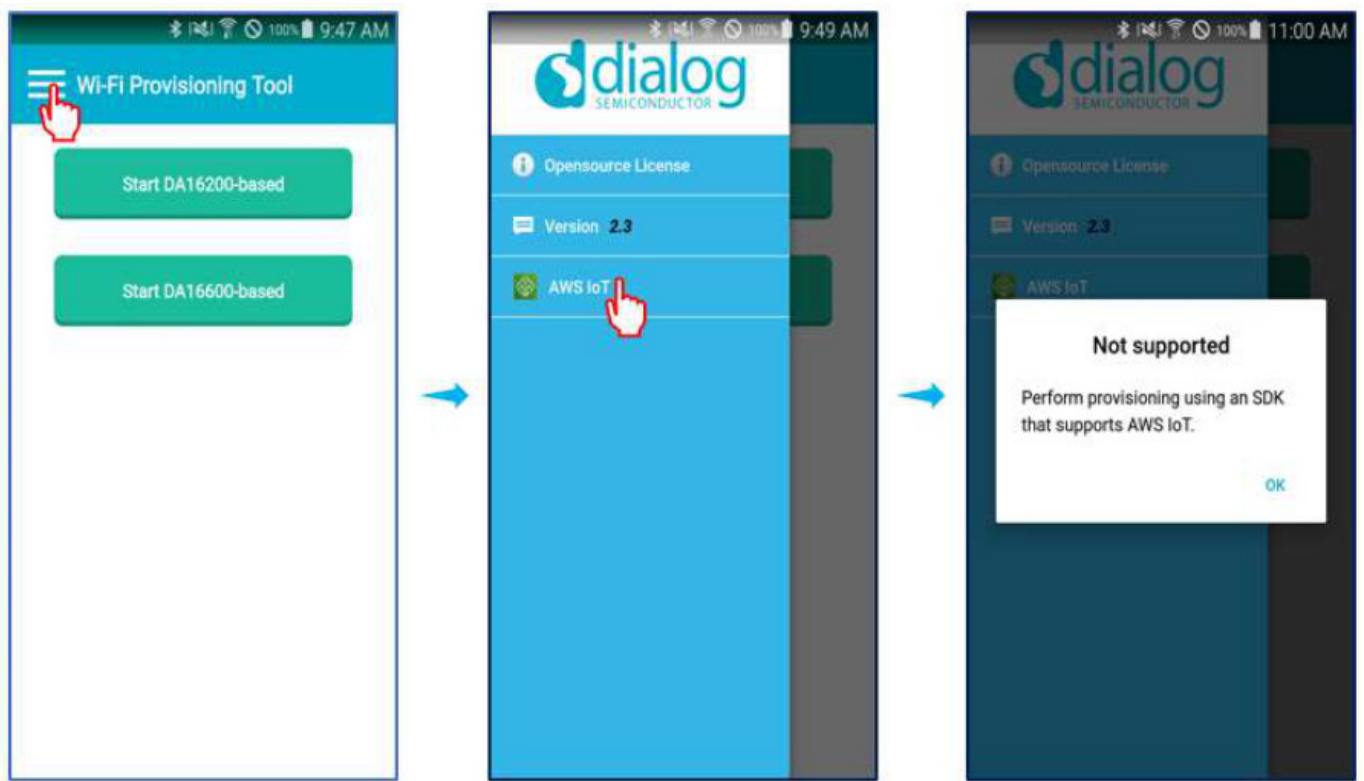 100% 9:47 AM
Wi-Fi Provisioning Tool
Start DA16200-based
Start DA16600-based
100% 9:49 AM
dialog
SEMICONDUCTOR
Opensource License
Version 2.3
AWS IoT
100% 11:00 AM
dialog
SEMICONDUCTOR
Opensource License
Version 2.3
AWS IoT
Not supported
Perform provisioning using an SDK
that supports AWS IoT.
OK